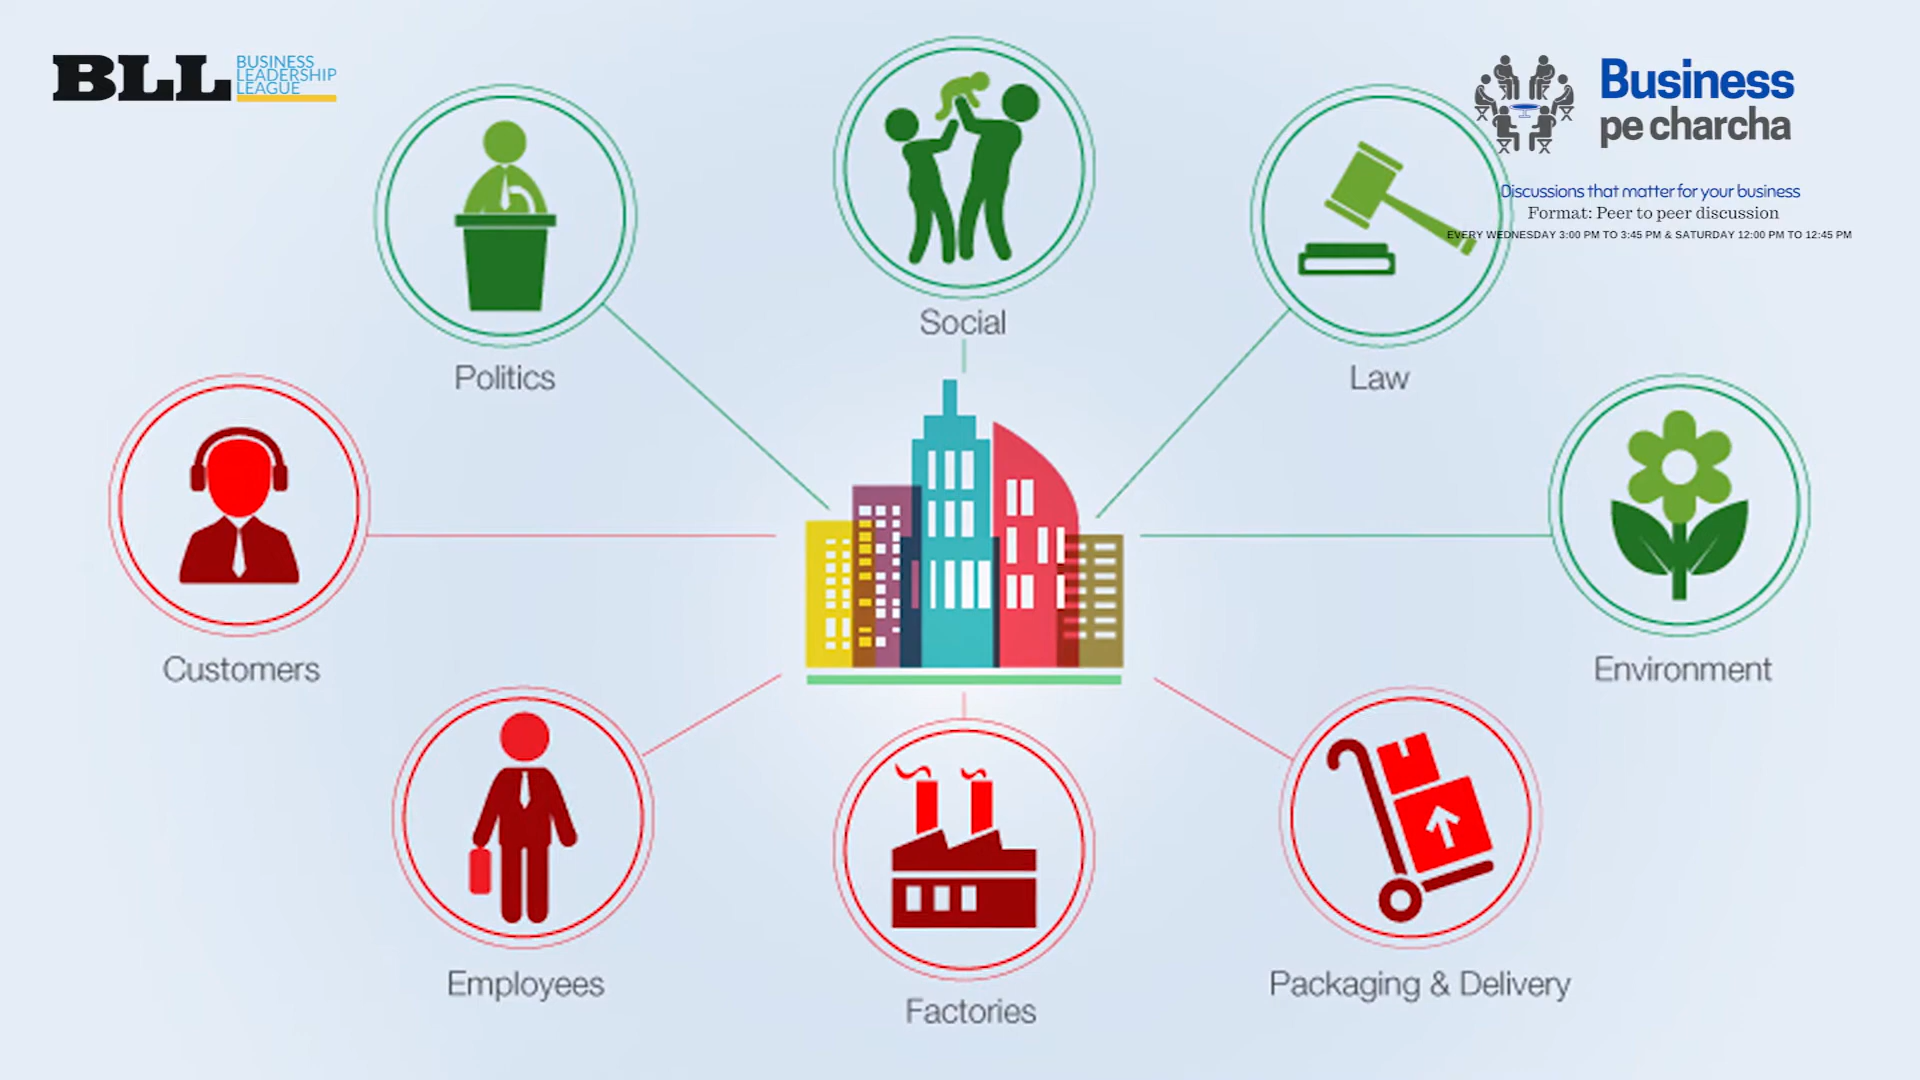 BLL
BUSINESS
LEADERSHIP
LEAGUE
Business
pe charcha
Discussions that matter for your business
Format: Peer to peer discussion
EVERY WEDNESDAY 3:00 PM TO 3:45 PM & SATURDAY 12:00 PM TO 12:45 PM
Social
Politics
Law
Customers
Environment
Employees
Factories
Packaging & Delivery